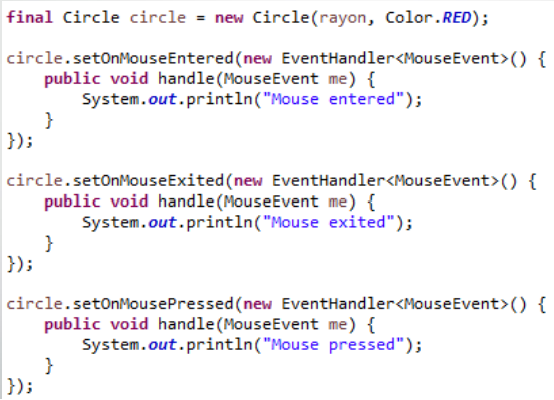 final Circle circle = new Circle(rayon, Color.RED);
circle.setOnMouseEntered(new EventHandler<MouseEvent>() {
    public void handle(MouseEvent me) {
        System.out.println("Mouse entered");
    }
});
circle.setOnMouseExited(new EventHandler<MouseEvent>() {
    public void handle(MouseEvent me) {
        System.out.println("Mouse exited");
    }
});
circle.setOnMousePressed(new EventHandler<MouseEvent>() {
    public void handle(MouseEvent me) {
        System.out.println("Mouse pressed");
    }
});